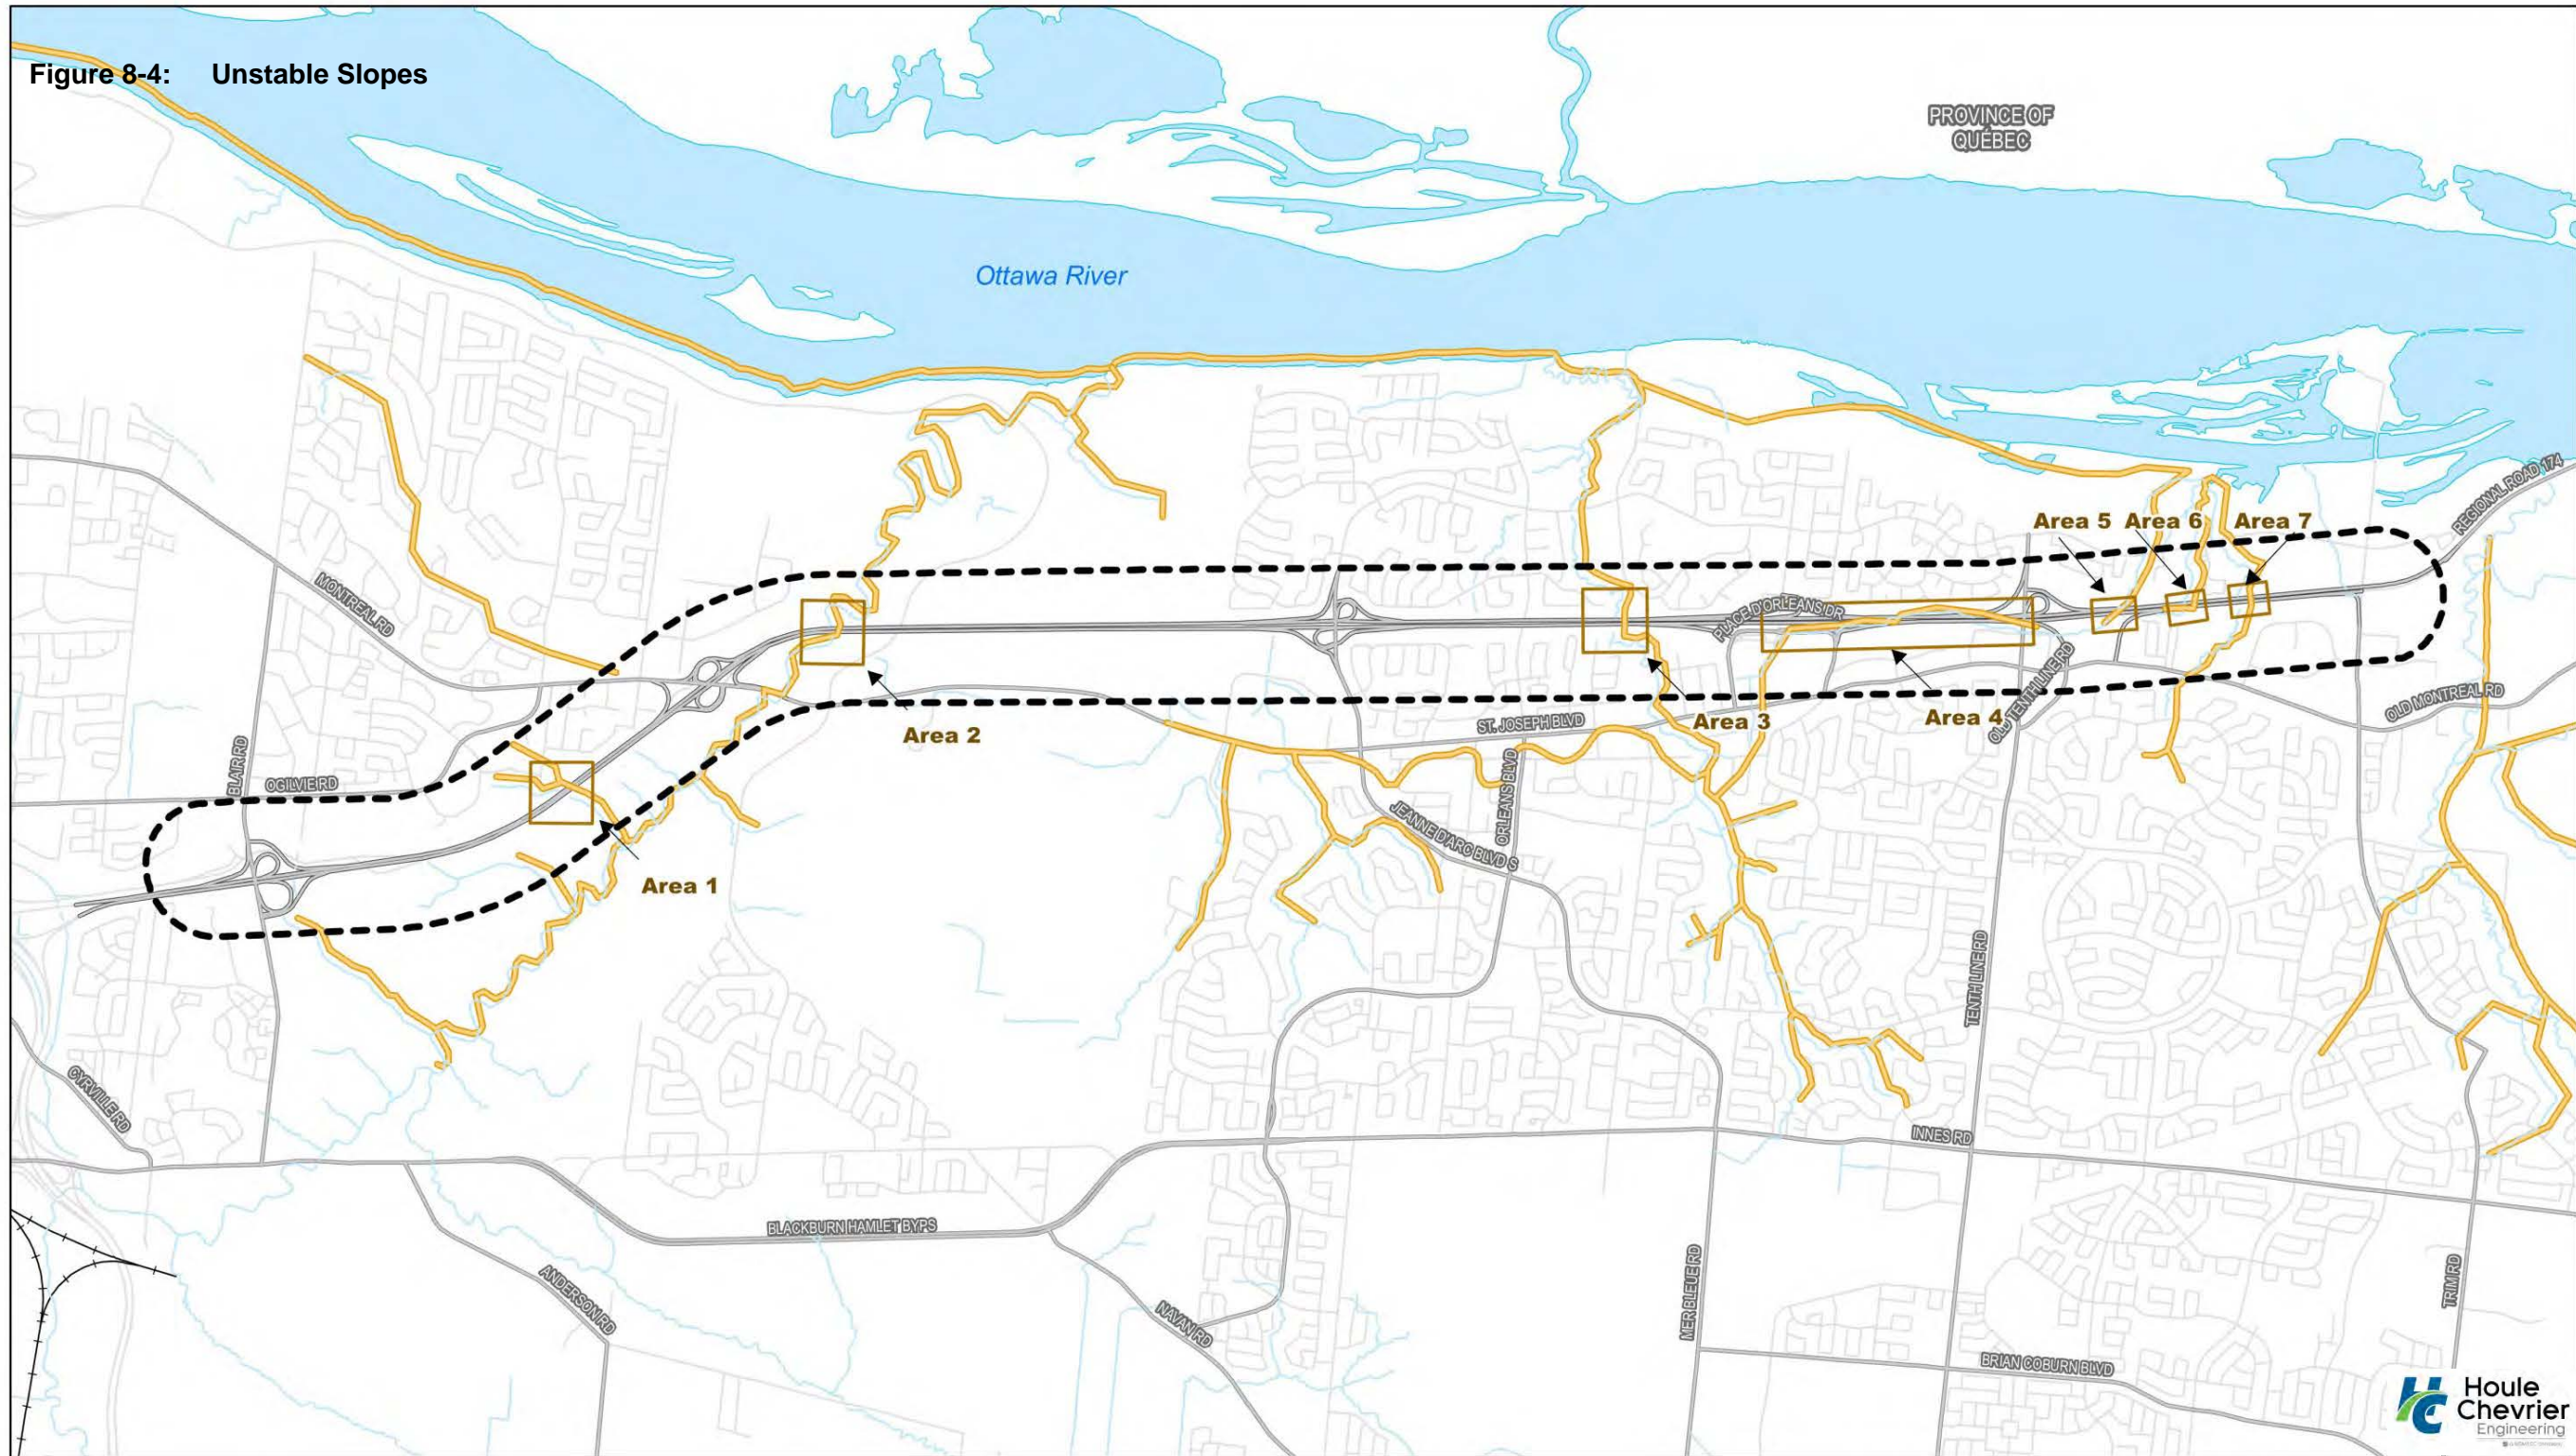 Figure 8-4: Unstable Slopes
PROVINCE OF
QUÉBEC
Ottawa River
REGIONAL ROAD 174
Area 5
Area 6
Area 7
MONTREAL RD
PLACE D'ORLEANS DR
OLD TENTH LINE RD
OLD MONTREAL RD
Area 2
ST. JOSEPH BLVD
Area 3
Area 4
BLAIR RD
OGILVIE RD
ORLEANS BLVD
JEANNE D'ARC BLVD S
Area 1
TENTH LINE RD
CYRVILLE RD
INNES RD
BLACKBURN HAMLET BYPS
ANDERSON RD
NAVAN RD
MER BLEUE RD
TRIM RD
BRIAN COBURN BLVD
Houle
Chevrier
Engineering